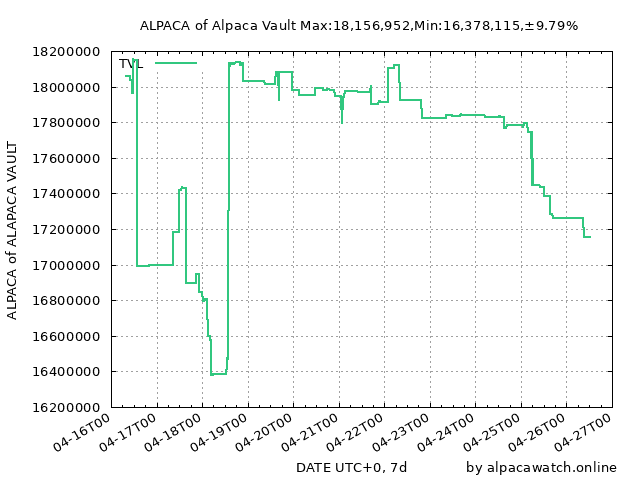 ALPACA of Alpaca Vault Max:18,156,952,Min:16,378,115,±9.79%
TVL
18200000
18000000
17800000
17600000
17400000
17200000
17000000
16800000
16600000
16400000
16200000
ALPACA of ALAPACA VAULT
04-16T00
04-17T00
04-18T00
04-19T00
04-20T00
04-21T00
04-22T00
04-23T00
04-24T00
04-25T00
04-26T00
04-27T00
DATE UTC+0, 7d
by alpacawatch.online